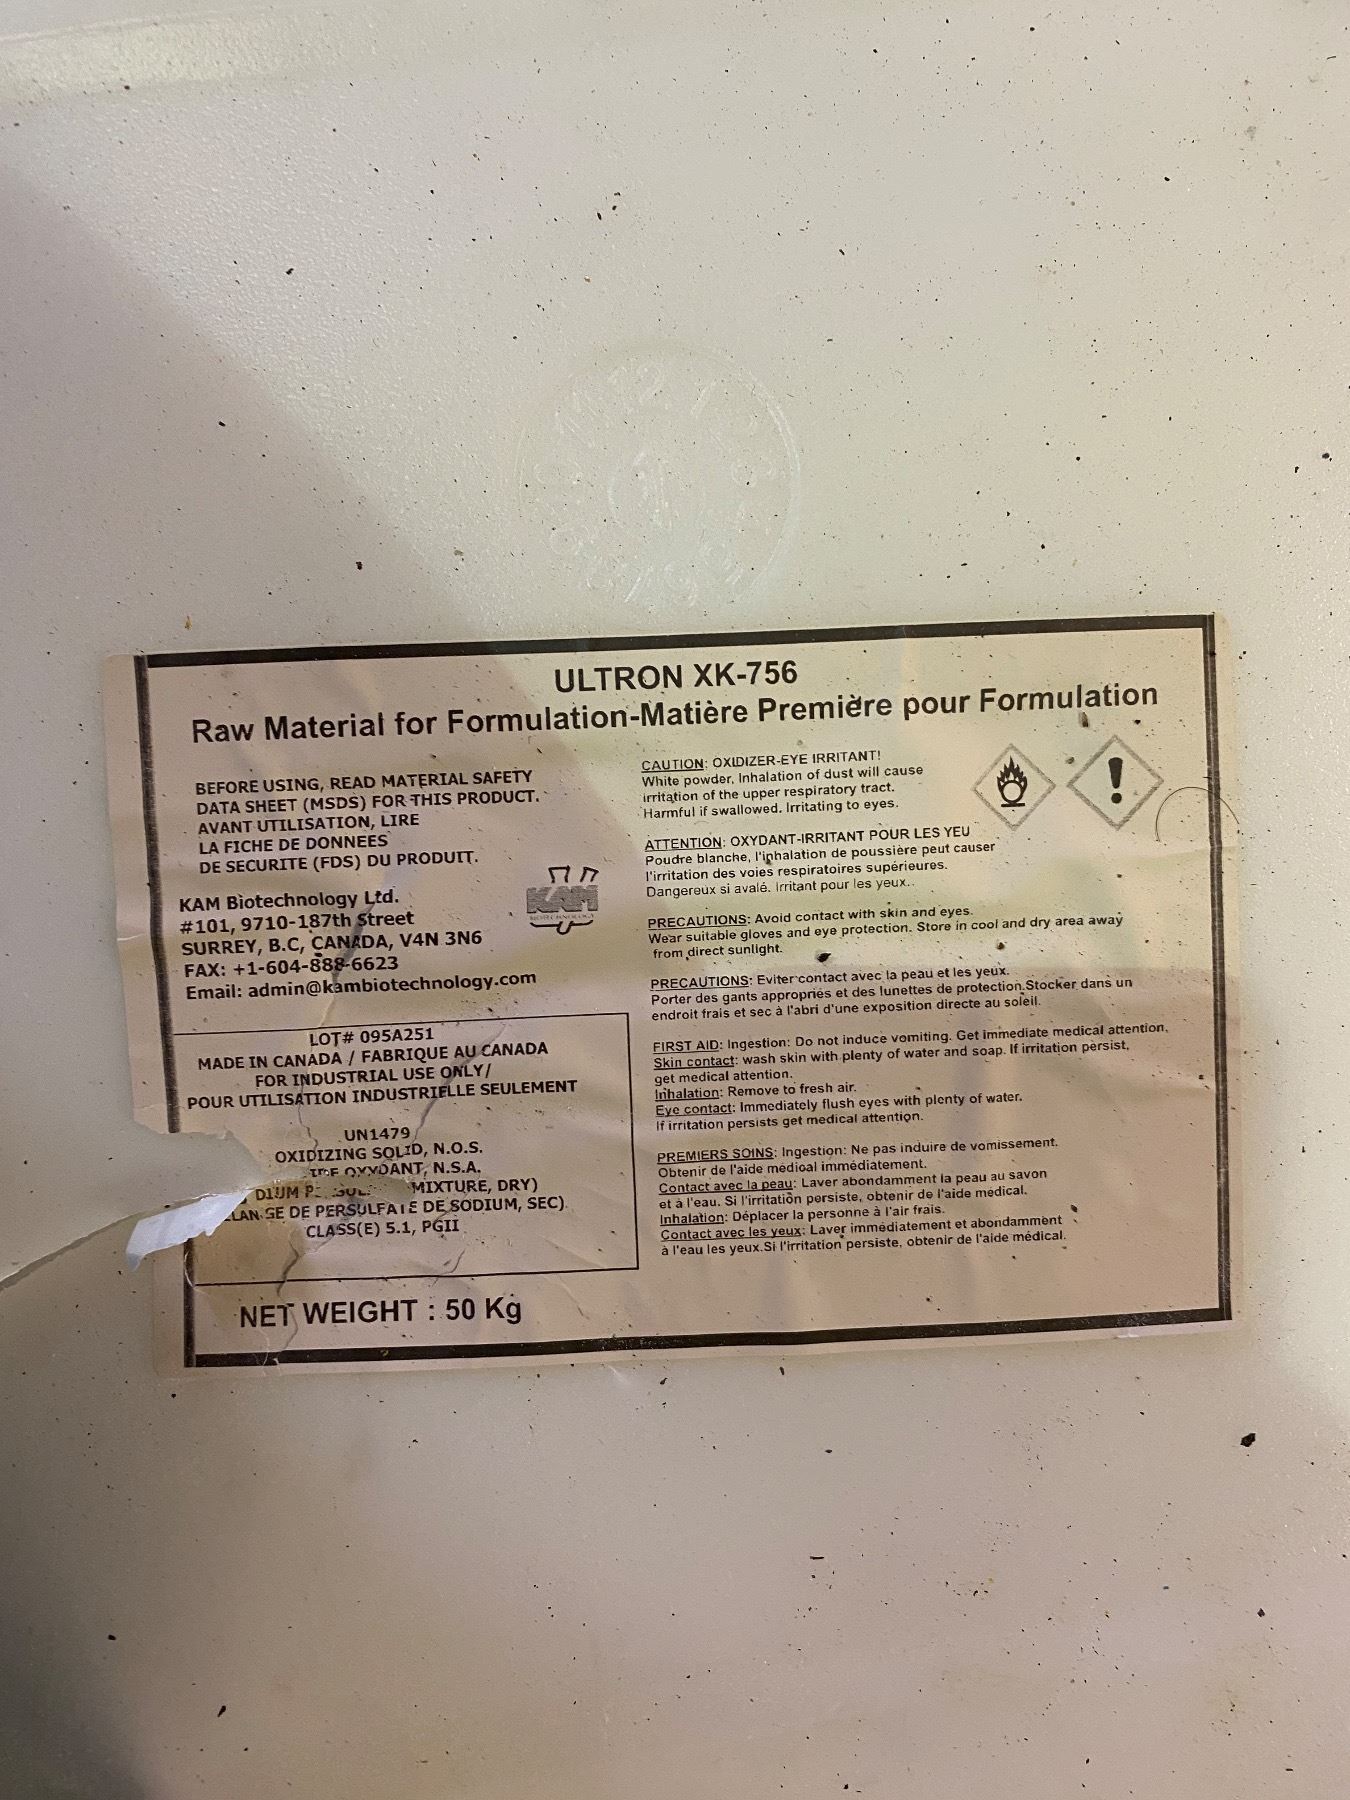 ULTRON XK-756
Raw Material for Formulation-Matière Première pour Formulation
BEFORE USING, READ MATERIAL SAFETY
DATA SHEET (MSDS) FOR THIS PRODUCT.
AVANT UTILISATION, LIRE
LA FICHE DE DONNEES
DE SECURITE (FDS) DU PRODUIT.
KAM Biotechnology Ltd.
#101, 9710-187th Street
SURREY, B.C, CANADA, V4N 3N6
FAX: +1-604-888-6623
Email: admin@kambiotechnology.com
KAM
BIOTECHNOLOGY
LOT# 095A251
MADE IN CANADA / FABRIQUE AU CANADA
FOR INDUSTRIAL USE ONLY/
POUR UTILISATION INDUSTRIELLE SEULEMENT
UN1479
OXIDIZING SOLID, N.O.S.
OXYDANT, N.S.A.
MIXTURE, DRY)
DE PERSULFATE DE SODIUM, SEC)
CLASS(E) 5.1, PGII
NET WEIGHT : 50 Kg
CAUTION: OXIDIZER-EYE IRRITANT!
White powder, Inhalation of dust will cause
irritation of the upper respiratory tract.
Harmful if swallowed. Irritating to eyes.
ATTENTION: OXYDANT-IRRITANT POUR LES YEU
Poudre blanche, l'inhalation de poussière peut causer
l'irritation des voies respiratoires supérieures.
Dangereux si avalé. Irritant pour les yeux..
PRECAUTIONS: Avoid contact with skin and eyes.
Wear suitable gloves and eye protection. Store in cool and dry area away
from direct sunlight.
PRECAUTIONS: Eviter contact avec la peau et les yeux.
Porter des gants appropriés et des lunettes de protection.Stocker dans un
endroit frais et sec à l'abri d'une exposition directe au soleil.
FIRST AID: Ingestion: Do not induce vomiting. Get immediate medical attention.
Skin contact: wash skin with plenty of water and soap. If irritation persist,
get medical attention.
Inhalation: Remove to fresh air.
Eye contact: Immediately flush eyes with plenty of water.
If irritation persists get medical attention.
PREMIERS SOINS: Ingestion: Ne pas induire de vomissement.
Obtenir de l'aide médical immédiatement.
Contact avec la peau: Laver abondamment la peau au savon
et à l'eau. Si l'irritation persiste, obtenir de l'aide médical.
Inhalation: Déplacer la personne à l'air frais.
Contact avec les yeux: Laver immédiatement et abondamment
à l'eau les yeux.Si l'irritation persiste, obtenir de l'aide médical.